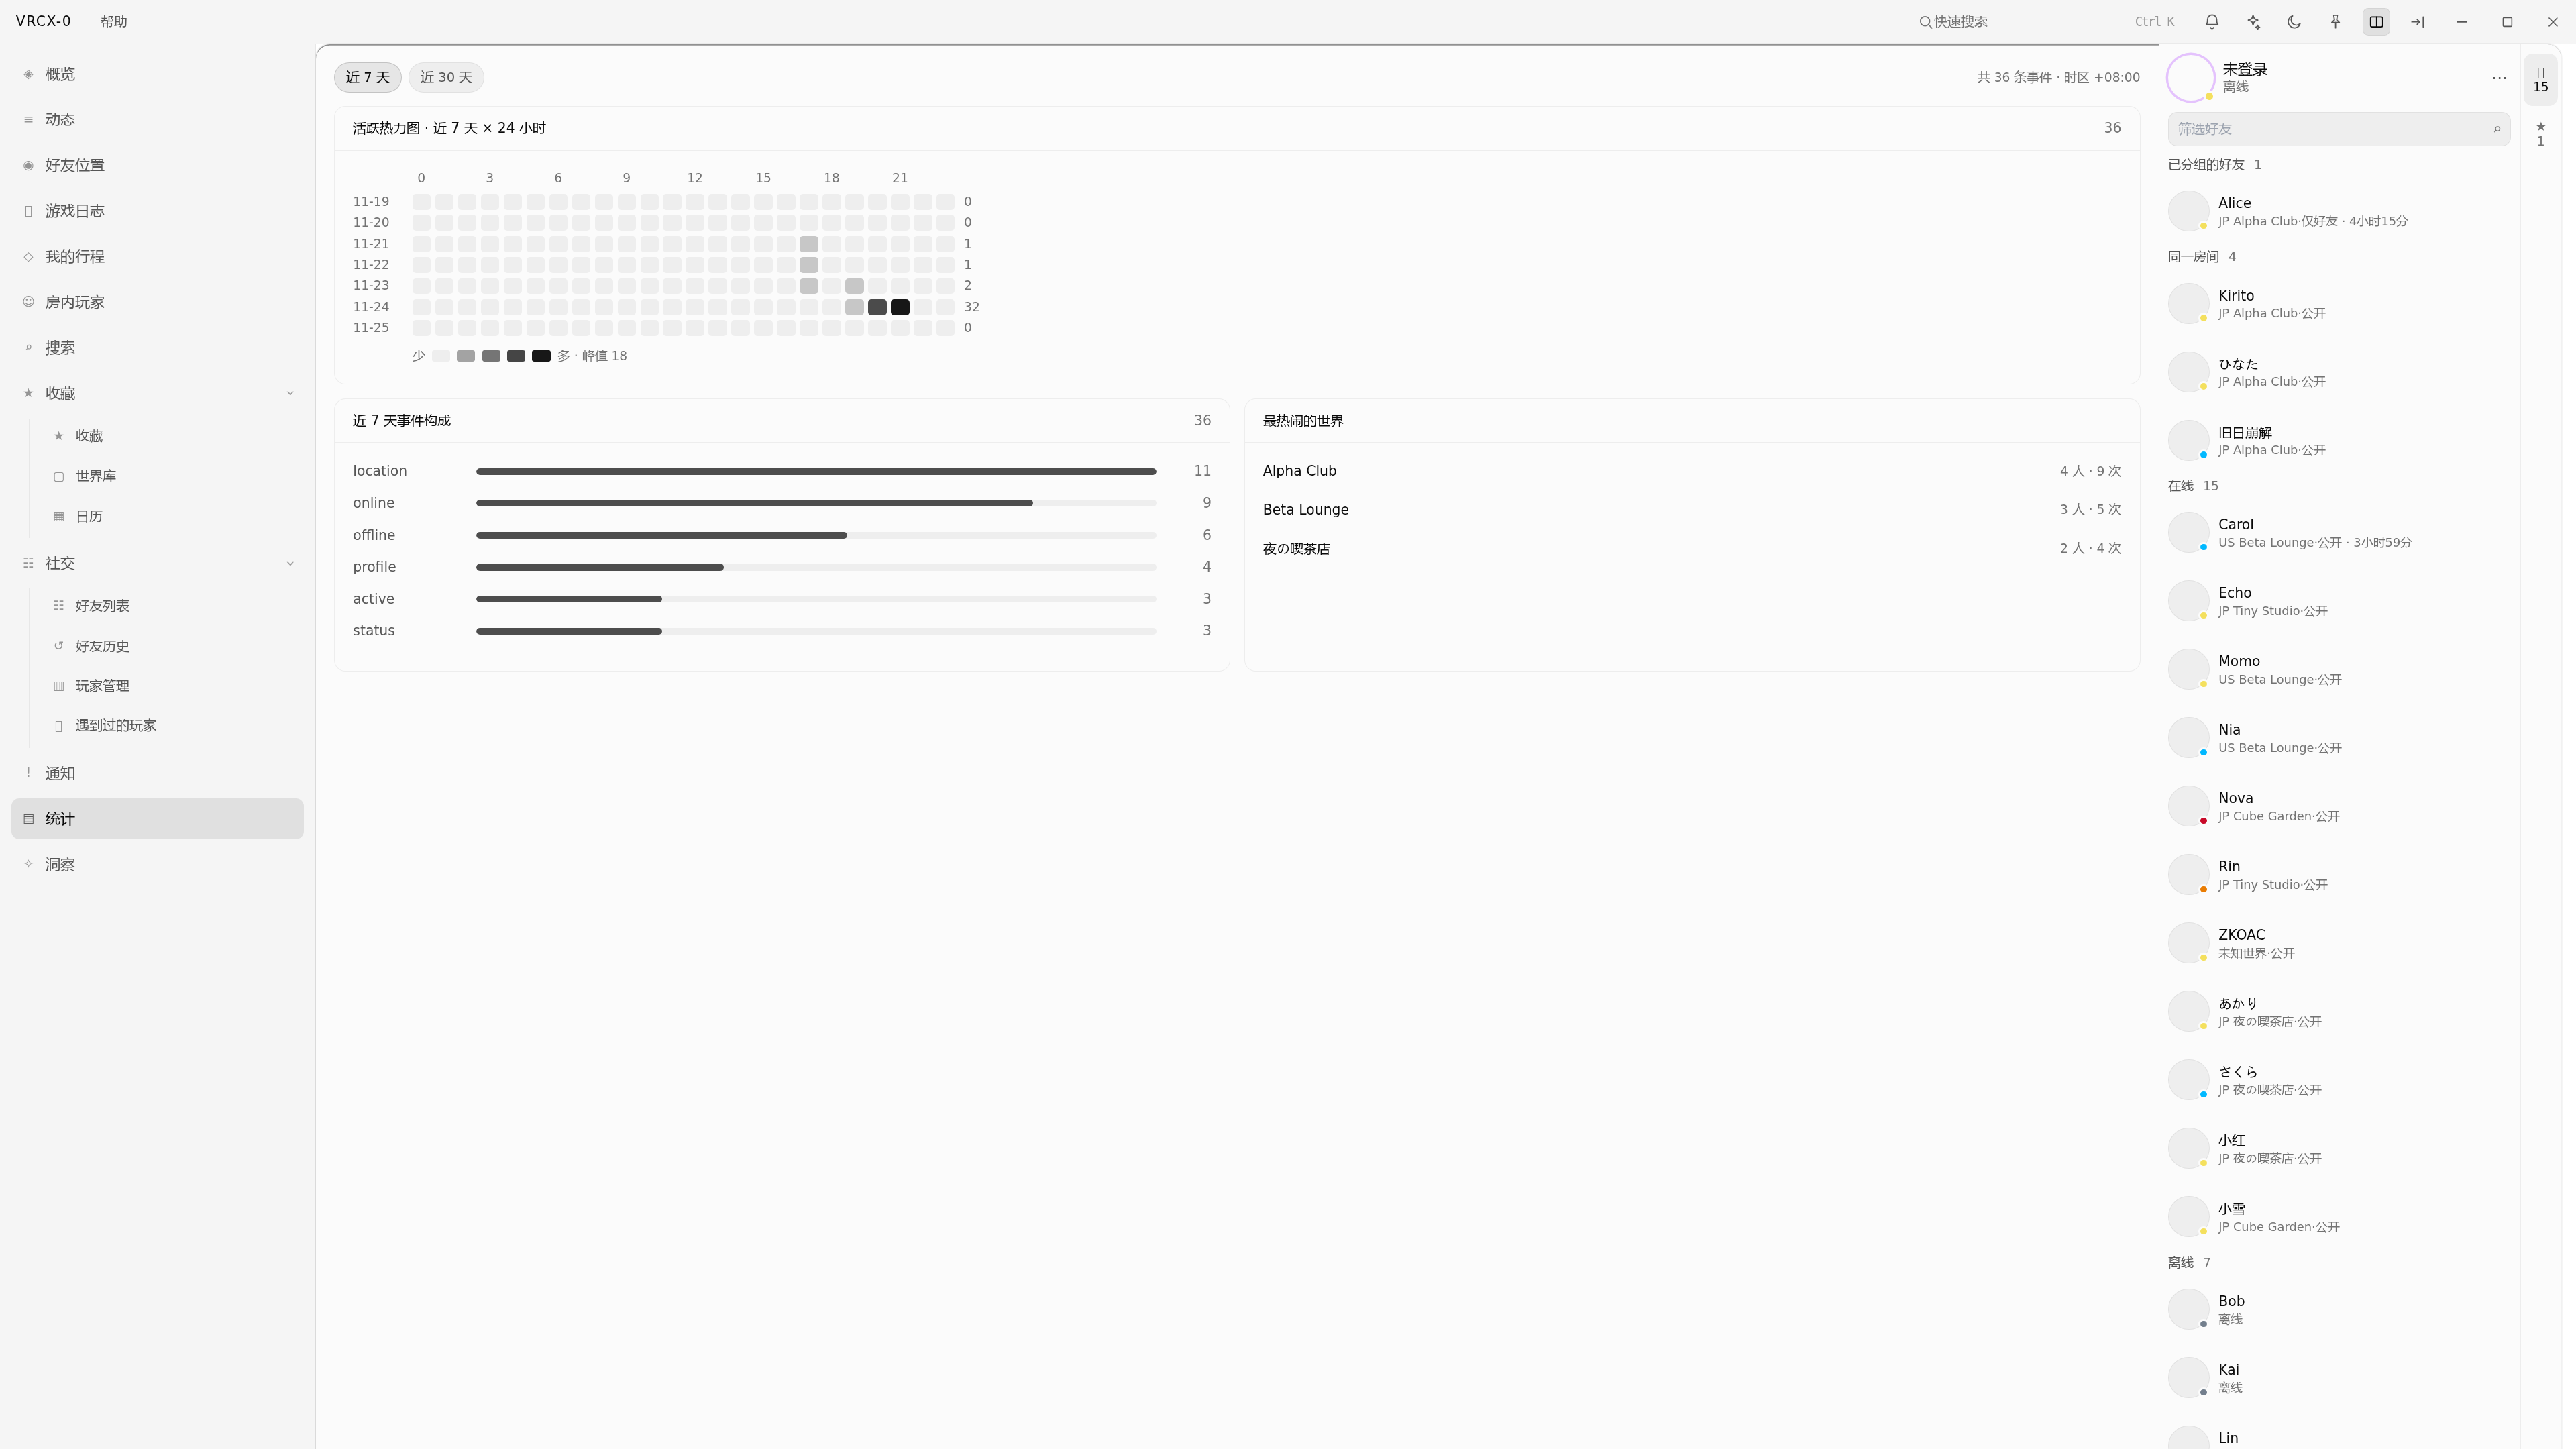 VRCX-0
帮助
快速搜索
Ctrl K
概览
动态
好友位置
游戏日志
我的行程
房内玩家
搜索
收藏
收藏
世界库
日历
社交
好友列表
好友历史
玩家管理
遇到过的玩家
通知
统计
洞察
近 7 天
近 30 天
共 36 条事件 · 时区 +08:00
活跃热力图 · 近 7 天 × 24 小时
36
0 3 6 9 12 15 18 21
11-19 0
11-20 0
11-21 1
11-22 1
11-23 2
11-24 32
11-25 0
少 多 · 峰值 18
近 7 天事件构成 36
location 11
online 9
offline 6
profile 4
active 3
status 3
最热闹的世界
Alpha Club 4 人 · 9 次
Beta Lounge 3 人 · 5 次
夜の喫茶店 2 人 · 4 次
未登录
离线
筛选好友
已分组的好友 1
Alice
JP Alpha Club·仅好友 · 4小时15分
同一房间 4
Kirito
JP Alpha Club·公开
ひなた
JP Alpha Club·公开
旧日崩解
JP Alpha Club·公开
在线 15
Carol
US Beta Lounge·公开 · 3小时59分
Echo
JP Tiny Studio·公开
Momo
US Beta Lounge·公开
Nia
US Beta Lounge·公开
Nova
JP Cube Garden·公开
Rin
JP Tiny Studio·公开
ZKOAC
未知世界·公开
あかり
JP 夜の喫茶店·公开
さくら
JP 夜の喫茶店·公开
小红
JP 夜の喫茶店·公开
小雪
JP Cube Garden·公开
离线 7
Bob
离线
Kai
离线
Lin
15
1